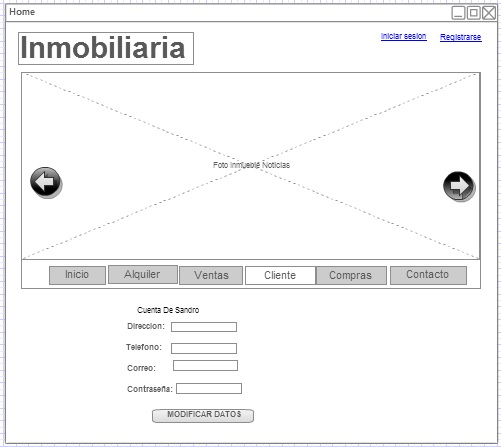 Home
Inmobiliaria
Iniciar sesion Registrarse
Foto Inmueble Noticias
Inicio Alquiler Ventas Cliente Compras Contacto
Cuenta De Sandro
Direccion:
Telefono:
Correo:
Contraseña:
MODIFICAR DATOS